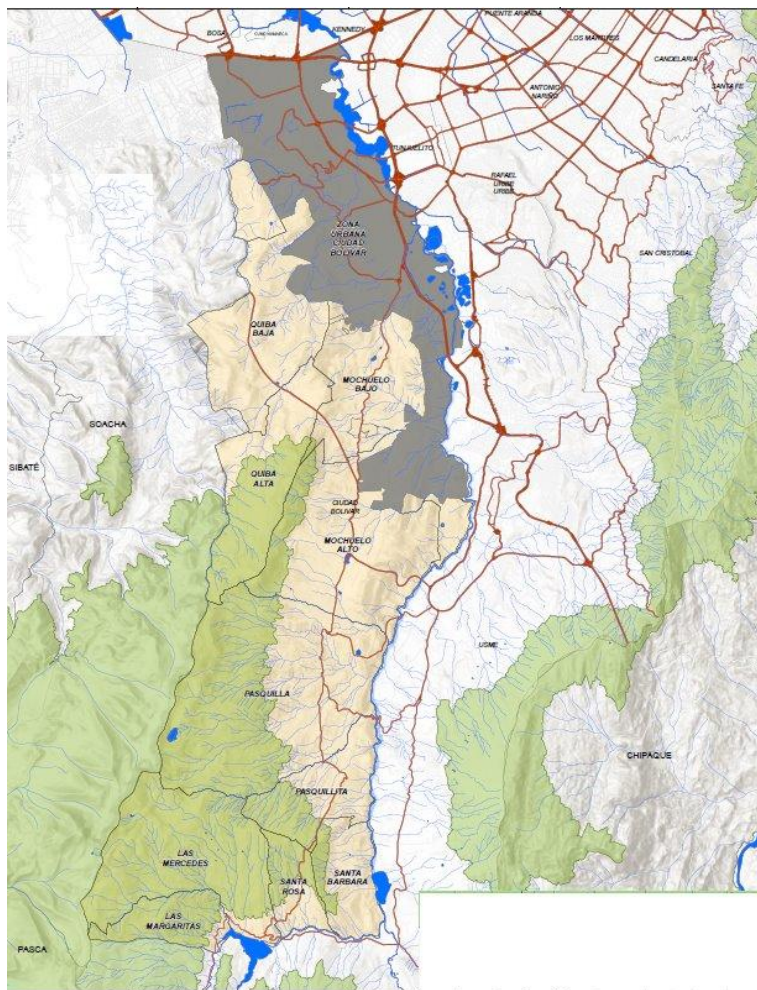 PUENTE ARANDA
BOSA
KENNEDY
LOS MARTIRES
CANDELARIA
SANTA FE
ANTONIO
NARIÑO
TUNJUELITO
RAFAEL
URIBE
URIBE
ZONA
URBANA
CIUDAD
BOLIVAR
SAN CRISTOBAL
QUIBA
BAJA
MOCHUELO
BAJO
SOACHA
SIBATÉ
QUIBA
ALTA
CIUDAD
BOLIVAR
MOCHUELO
ALTO
USME
PASQUILLA
CHIPAQUE
PASQUILLITA
LAS
MERCEDES
SANTA
ROSA
SANTA
BARBARA
LAS
MARGARITAS
PASCA